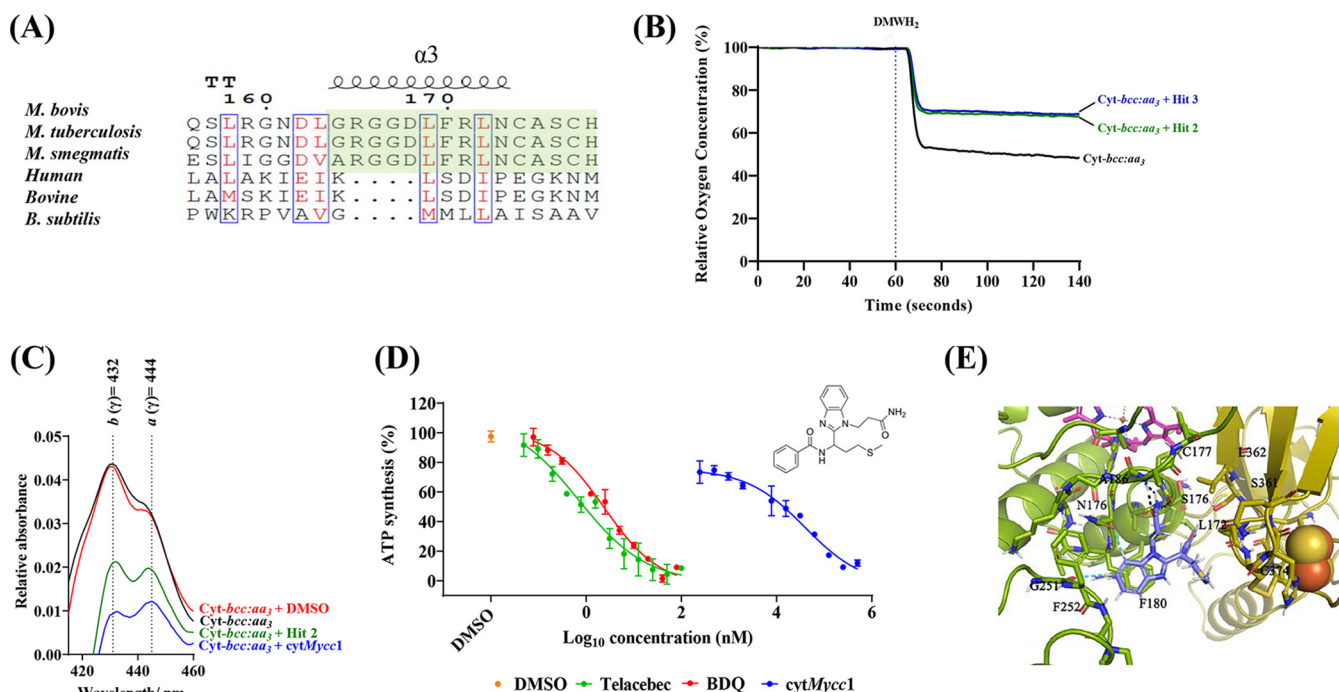 (A)
α3
TT
160 170
M. bovis
M. tuberculosis
M. smegmatis
Human
Bovine
B. subtilis
QSLRGNDLGRGGDLFRLNCASCH
QSLRGNDLGRGGDLFRLNCASCH
ESLIGGDVARGGDLFRLNCASCH
LALAKIEIK....LSDIPEGKNM
LAMSKIEIK....LSDIPEGKNM
PWKRPVAVG....MMLLAISAAV
(B)
DMWH2
Relative Oxygen Concentration (%)
100
80
60
40
20
0
Cyt-bcc:aa3 + Hit 3
Cyt-bcc:aa3 + Hit 2
Cyt-bcc:aa3
0 20 40 60 80 100 120 140
Time (seconds)
(C)
b (γ)= 432
a (γ)= 444
Relative absorbance
0.05
0.04
0.03
0.02
0.01
0.00
Cyt-bcc:aa3 + DMSO
Cyt-bcc:aa3
Cyt-bcc:aa3 + Hit 2
Cyt-bcc:aa3 + cytMycc1
420 440 460
(D)
ATP synthesis (%)
120
100
80
60
40
20
0
NH2
N
N
O
O
NH
S
DMSO
0 2 4 6
Log10 concentration (nM)
DMSO Telacebec BDQ cytMycc1
(E)
C177
A186
S361
N176
S176
L172
C374
G251
F180
F252